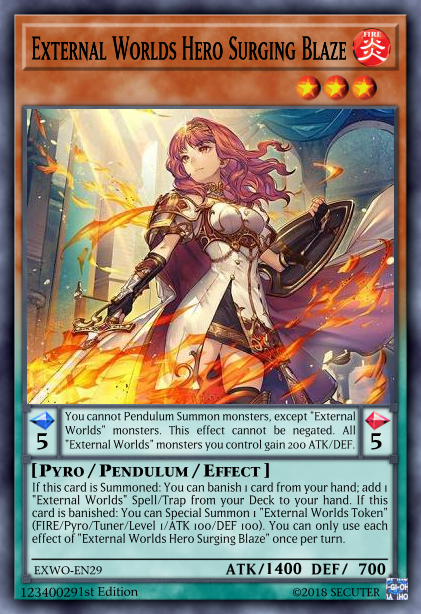 External Worlds Hero Surging Blaze
FIRE
炎
5
5
You cannot Pendulum Summon monsters, except "External
Worlds" monsters. This effect cannot be negated. All
"External Worlds" monsters you control gain 200 ATK/DEF.
[Pyro / Pendulum / Effect]
If this card is Summoned: You can banish 1 card from your hand; add 1
"External Worlds" Spell/Trap from your Deck to your hand. If this
card is banished: You can Special Summon 1 "External Worlds Token"
(FIRE/Pyro/Tuner/Level 1/ATK 100/DEF 100). You can only use each
effect of "External Worlds Hero Surging Blaze" once per turn.
EXWO-EN29
ATK/1400 DEF/ 700
123400291st Edition
©2018 SECUTER